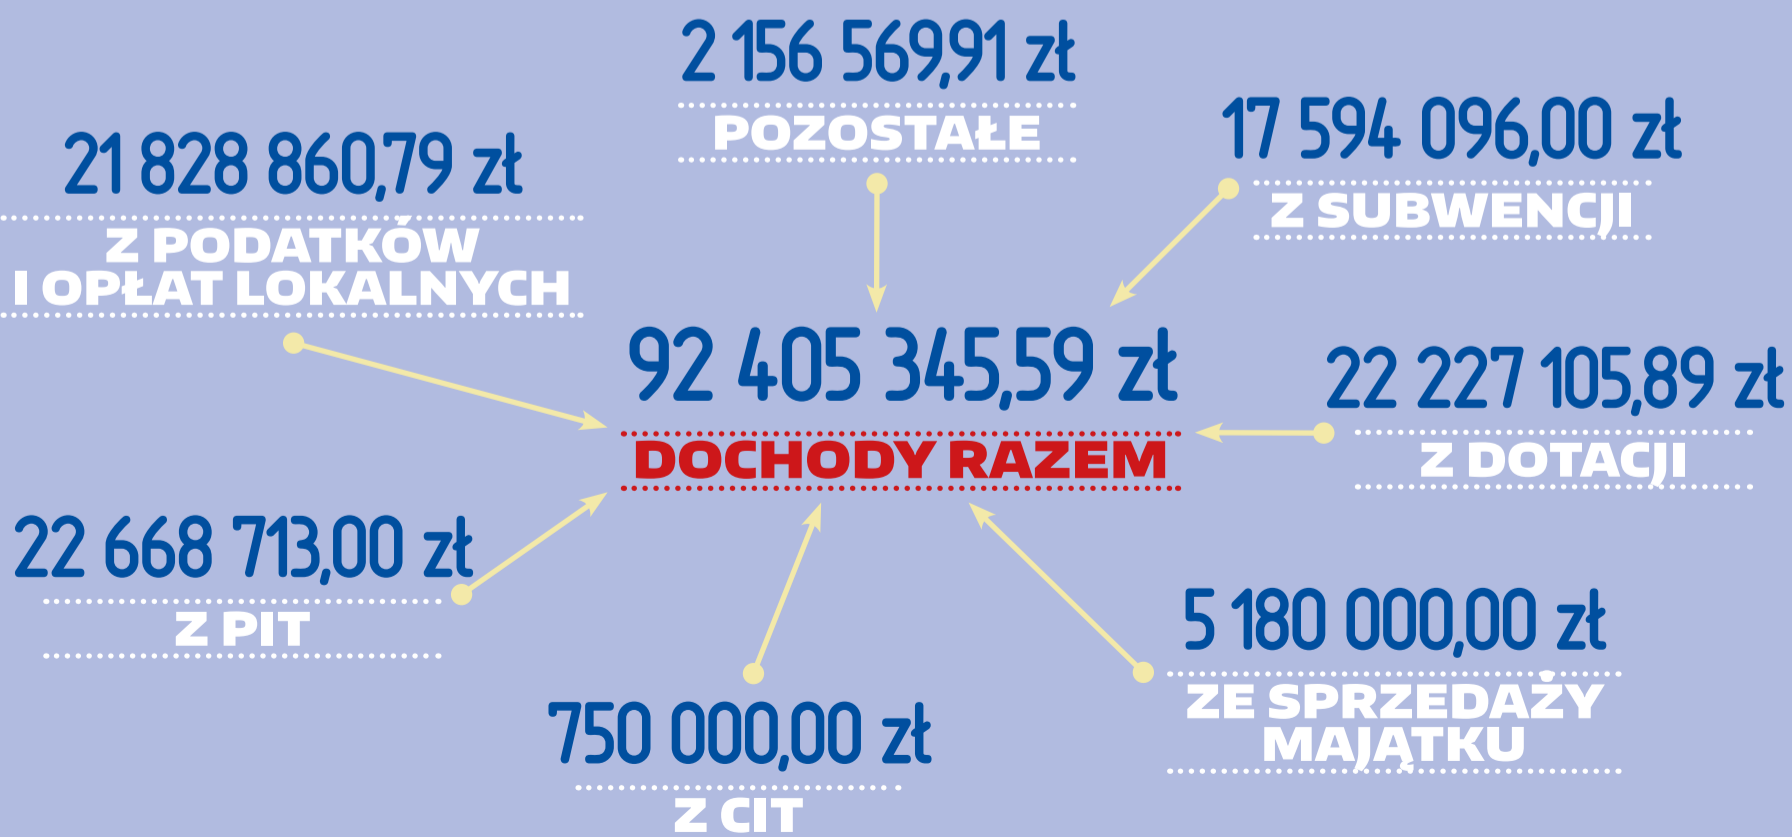 2 156 569,91 zł
POZOSTAŁE
17 594 096,00 zł
Z SUBWENCJI
21 828 860,79 zł
Z PODATKÓW
I OPŁAT LOKALNYCH
92 405 345,59 zł
DOCHODY RAZEM
22 227 105,89 zł
Z DOTACJI
22 668 713,00 zł
Z PIT
5 180 000,00 zł
ZE SPRZEDAŻY
MAJĄTKU
750 000,00 zł
Z CIT